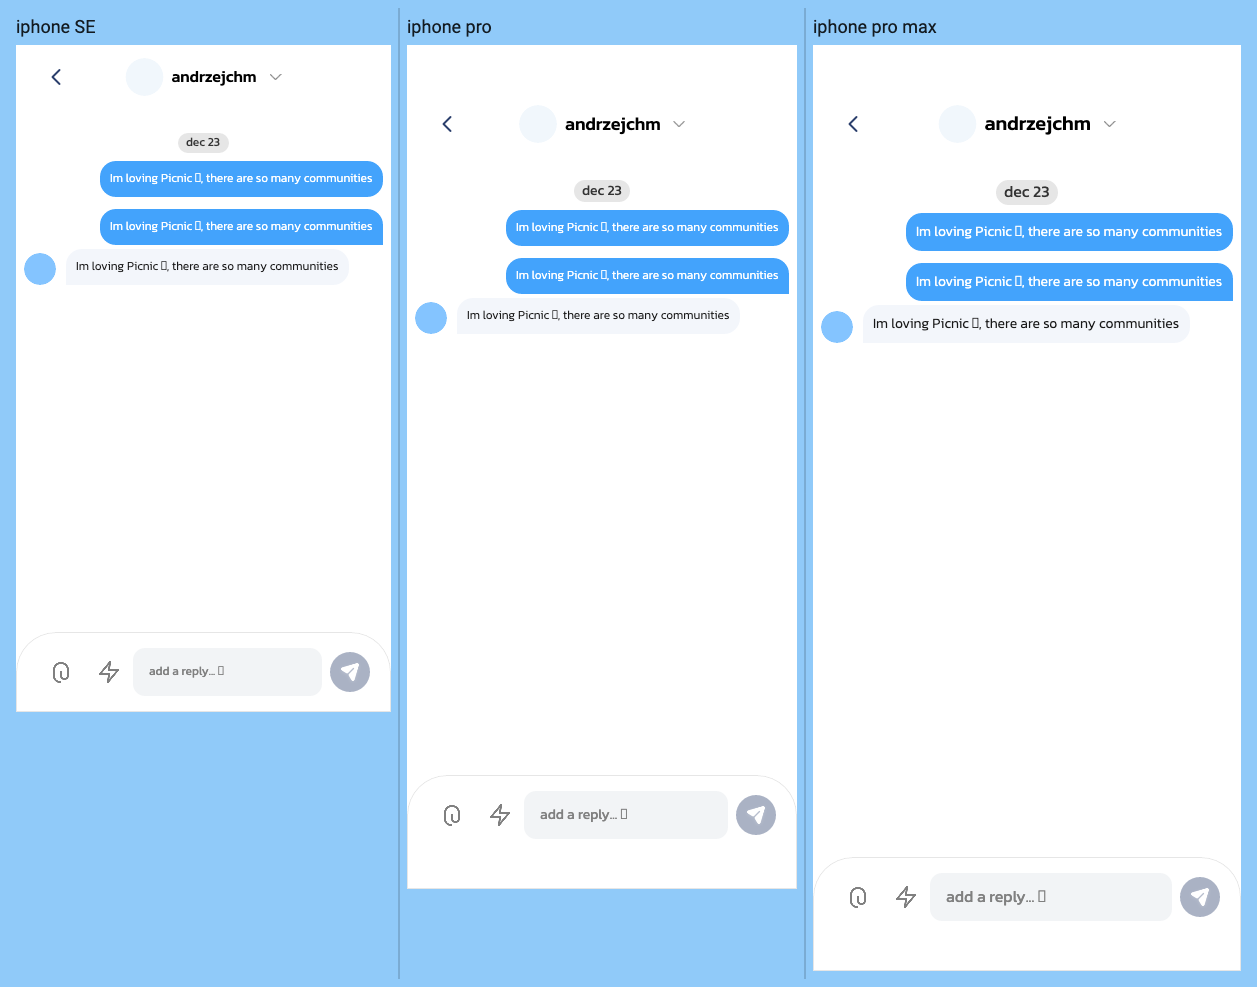 iphone SE
andrzejchm
dec 23
Im loving Picnic ▯, there are so many communities
Im loving Picnic ▯, there are so many communities
Im loving Picnic ▯, there are so many communities
add a reply... ▯
iphone pro
andrzejchm
dec 23
Im loving Picnic ▯, there are so many communities
Im loving Picnic ▯, there are so many communities
Im loving Picnic ▯, there are so many communities
add a reply... ▯
iphone pro max
andrzejchm
dec 23
Im loving Picnic ▯, there are so many communities
Im loving Picnic ▯, there are so many communities
Im loving Picnic ▯, there are so many communities
add a reply... ▯